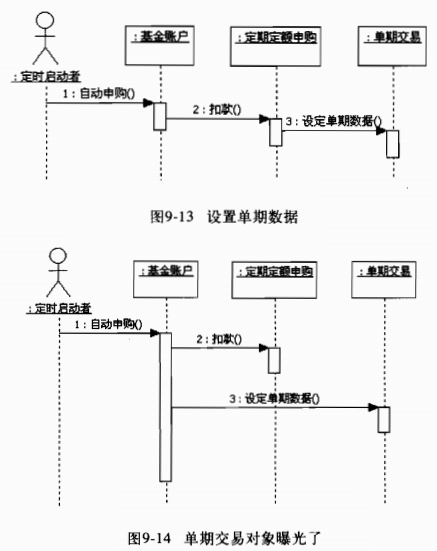 : 基金账户
: 定期定额申购
: 单期交易
: 定时启动者
1 : 自动申购()
2 : 扣款()
3 : 设定单期数据()
图9-13 设置单期数据
: 基金账户
: 定期定额申购
: 单期交易
: 定时启动者
1 : 自动申购()
2 : 扣款()
3 : 设定单期数据()
图9-14 单期交易对象曝光了